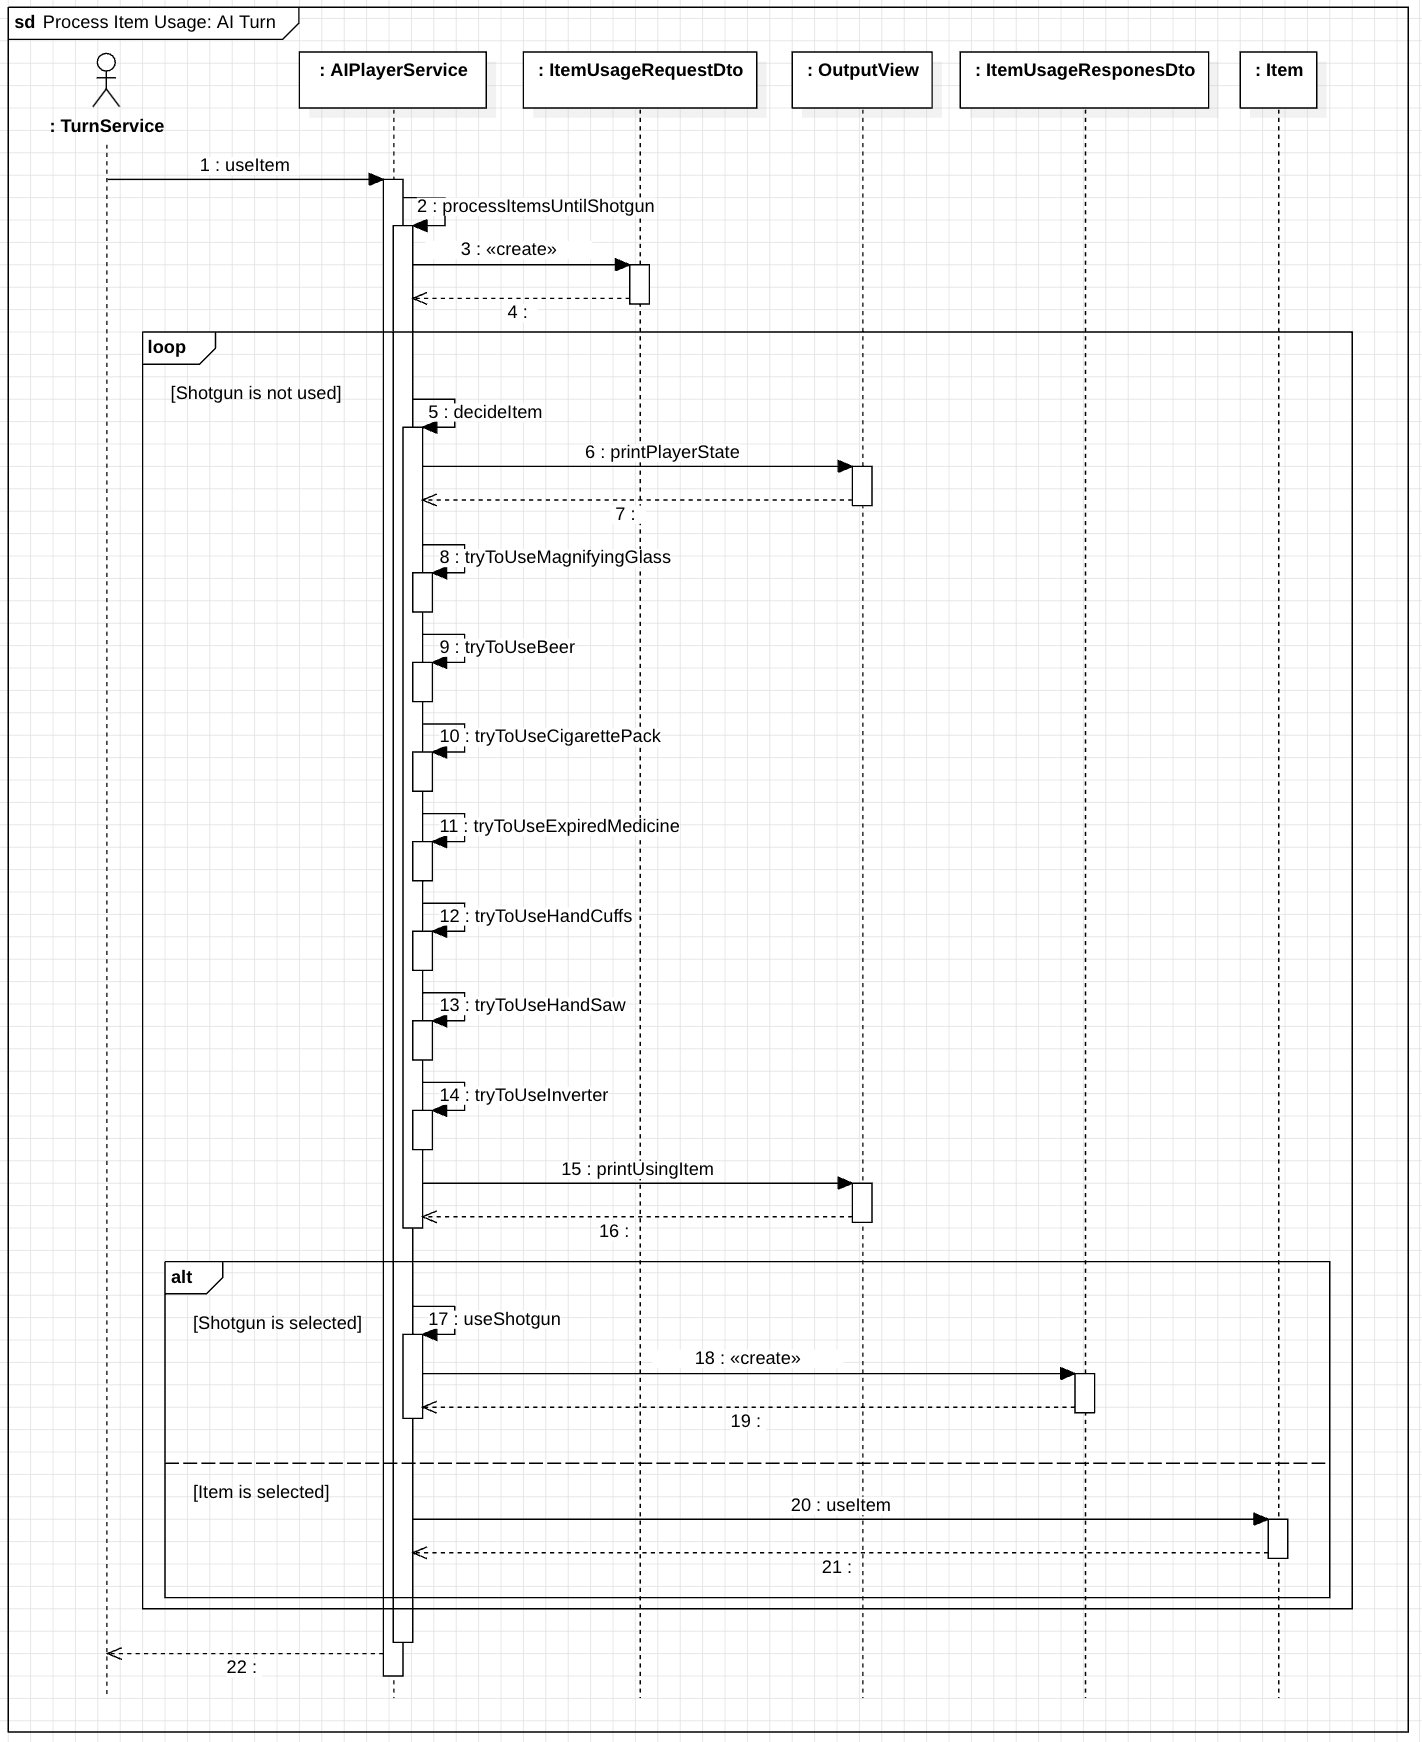 sd Process Item Usage: AI Turn
: TurnService
: AIPlayerService
: ItemUsageRequestDto
: OutputView
: ItemUsageResponesDto
: Item
1 : useItem
2 : processItemsUntilShotgun
3 : «create»
4 :
loop
[Shotgun is not used]
5 : decideItem
6 : printPlayerState
7 :
8 : tryToUseMagnifyingGlass
9 : tryToUseBeer
10 : tryToUseCigarettePack
11 : tryToUseExpiredMedicine
12 : tryToUseHandCuffs
13 : tryToUseHandSaw
14 : tryToUseInverter
15 : printUsingItem
16 :
alt
[Shotgun is selected]
17 : useShotgun
18 : «create»
19 :
[Item is selected]
20 : useItem
21 :
22 :